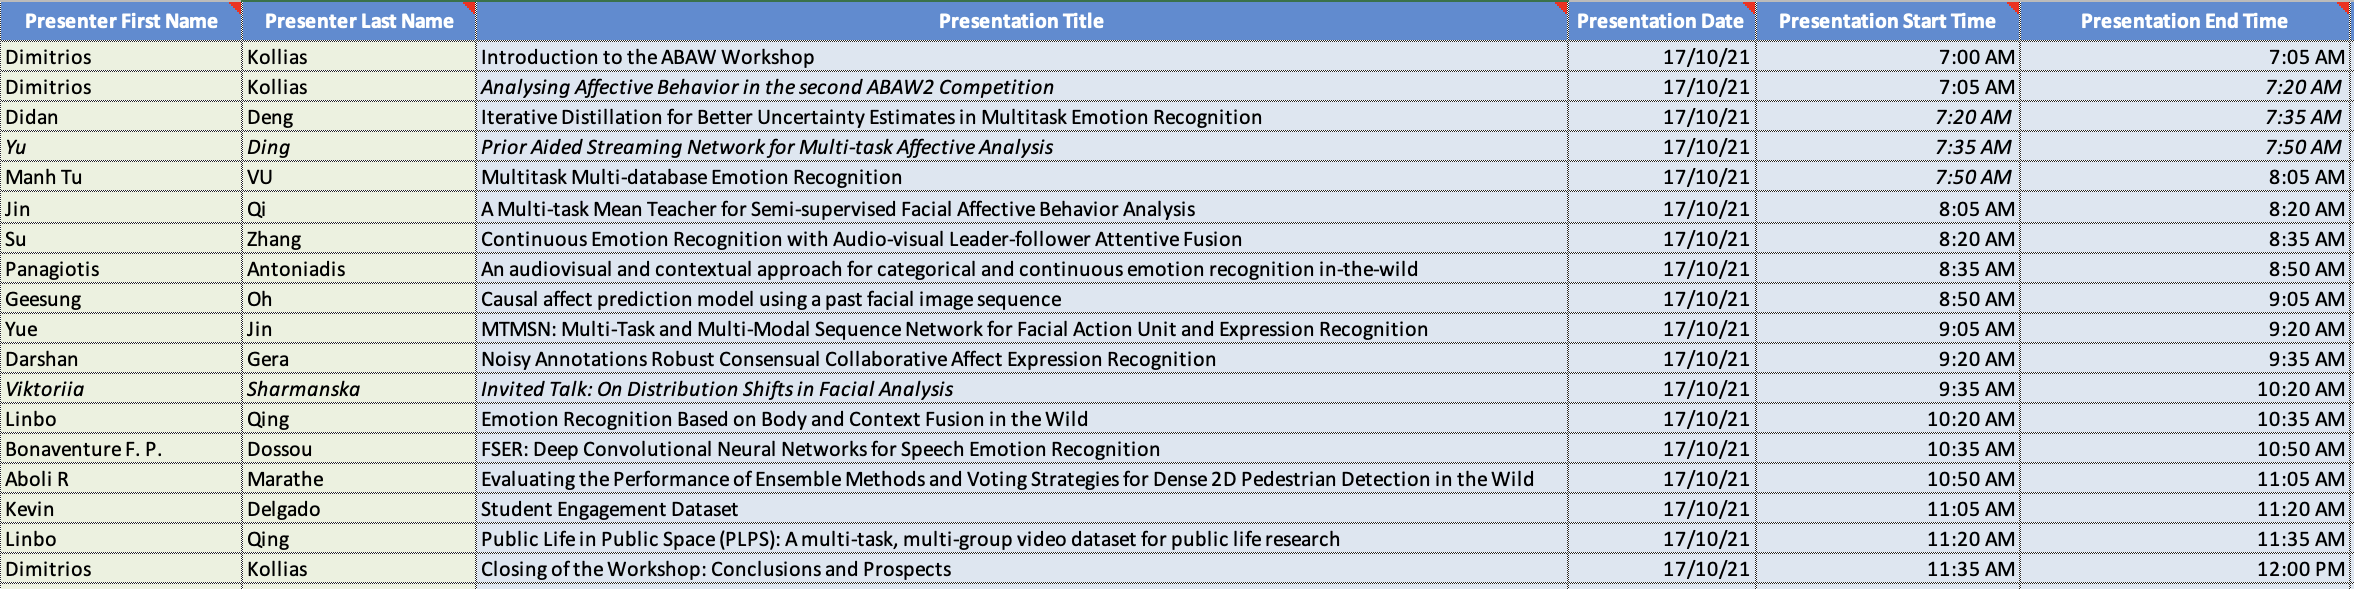 Presenter First Name Presenter Last Name Presentation Title Presentation Date Presentation Start Time Presentation End Time
Dimitrios Kollias Introduction to the ABAW Workshop 17/10/21 7:00 AM 7:05 AM
Dimitrios Kollias Analysing Affective Behavior in the second ABAW2 Competition 17/10/21 7:05 AM 7:20 AM
Didan Deng Iterative Distillation for Better Uncertainty Estimates in Multitask Emotion Recognition 17/10/21 7:20 AM 7:35 AM
Yu Ding Prior Aided Streaming Network for Multi-task Affective Analysis 17/10/21 7:35 AM 7:50 AM
Manh Tu VU Multitask Multi-database Emotion Recognition 17/10/21 7:50 AM 8:05 AM
Jin Qi A Multi-task Mean Teacher for Semi-supervised Facial Affective Behavior Analysis 17/10/21 8:05 AM 8:20 AM
Su Zhang Continuous Emotion Recognition with Audio-visual Leader-follower Attentive Fusion 17/10/21 8:20 AM 8:35 AM
Panagiotis Antoniadis An audiovisual and contextual approach for categorical and continuous emotion recognition in-the-wild 17/10/21 8:35 AM 8:50 AM
Geesung Oh Causal affect prediction model using a past facial image sequence 17/10/21 8:50 AM 9:05 AM
Yue Jin MTMSN: Multi-Task and Multi-Modal Sequence Network for Facial Action Unit and Expression Recognition 17/10/21 9:05 AM 9:20 AM
Darshan Gera Noisy Annotations Robust Consensual Collaborative Affect Expression Recognition 17/10/21 9:20 AM 9:35 AM
Viktoriia Sharmanska Invited Talk: On Distribution Shifts in Facial Analysis 17/10/21 9:35 AM 10:20 AM
Linbo Qing Emotion Recognition Based on Body and Context Fusion in the Wild 17/10/21 10:20 AM 10:35 AM
Bonaventure F. P. Dossou FSER: Deep Convolutional Neural Networks for Speech Emotion Recognition 17/10/21 10:35 AM 10:50 AM
Aboli R Marathe Evaluating the Performance of Ensemble Methods and Voting Strategies for Dense 2D Pedestrian Detection in the Wild 17/10/21 10:50 AM 11:05 AM
Kevin Delgado Student Engagement Dataset 17/10/21 11:05 AM 11:20 AM
Linbo Qing Public Life in Public Space (PLPS): A multi-task, multi-group video dataset for public life research 17/10/21 11:20 AM 11:35 AM
Dimitrios Kollias Closing of the Workshop: Conclusions and Prospects 17/10/21 11:35 AM 12:00 PM